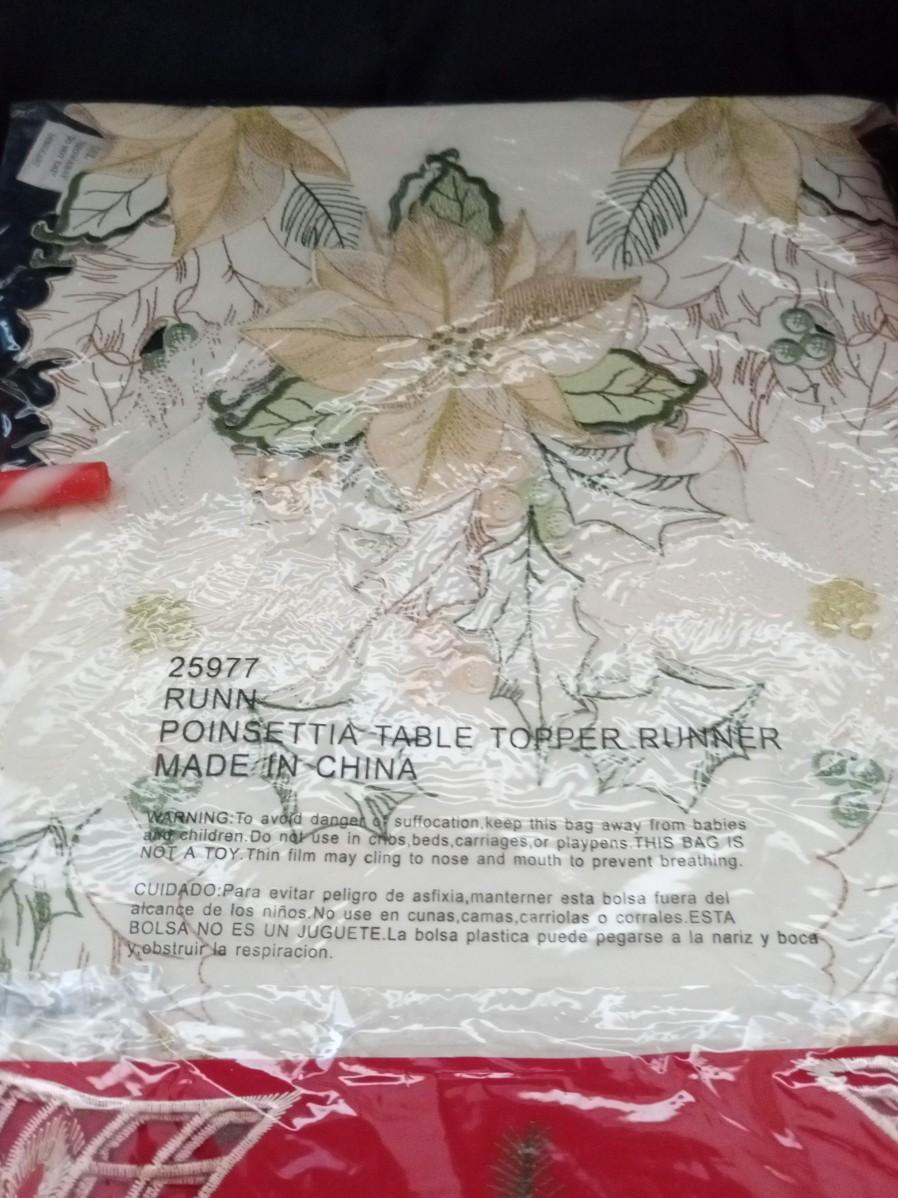 25977
RUNN
POINSETTIA TABLE TOPPER RUNNER
MADE IN CHINA
WARNING:To avoid danger of suffocation,keep this bag away from babies
and children.Do not use in cribs,beds,carriages,or playpens.THIS BAG IS
NOT A TOY.Thin film may cling to nose and mouth to prevent breathing.
CUIDADO:Para evitar peligro de asfixia,manterner esta bolsa fuera del
alcance de los niños.No use en cunas,camas,carriolas o corrales.ESTA
BOLSA NO ES UN JUGUETE.La bolsa plastica puede pegarse a la nariz y boca
y,obstruir la respiracion.